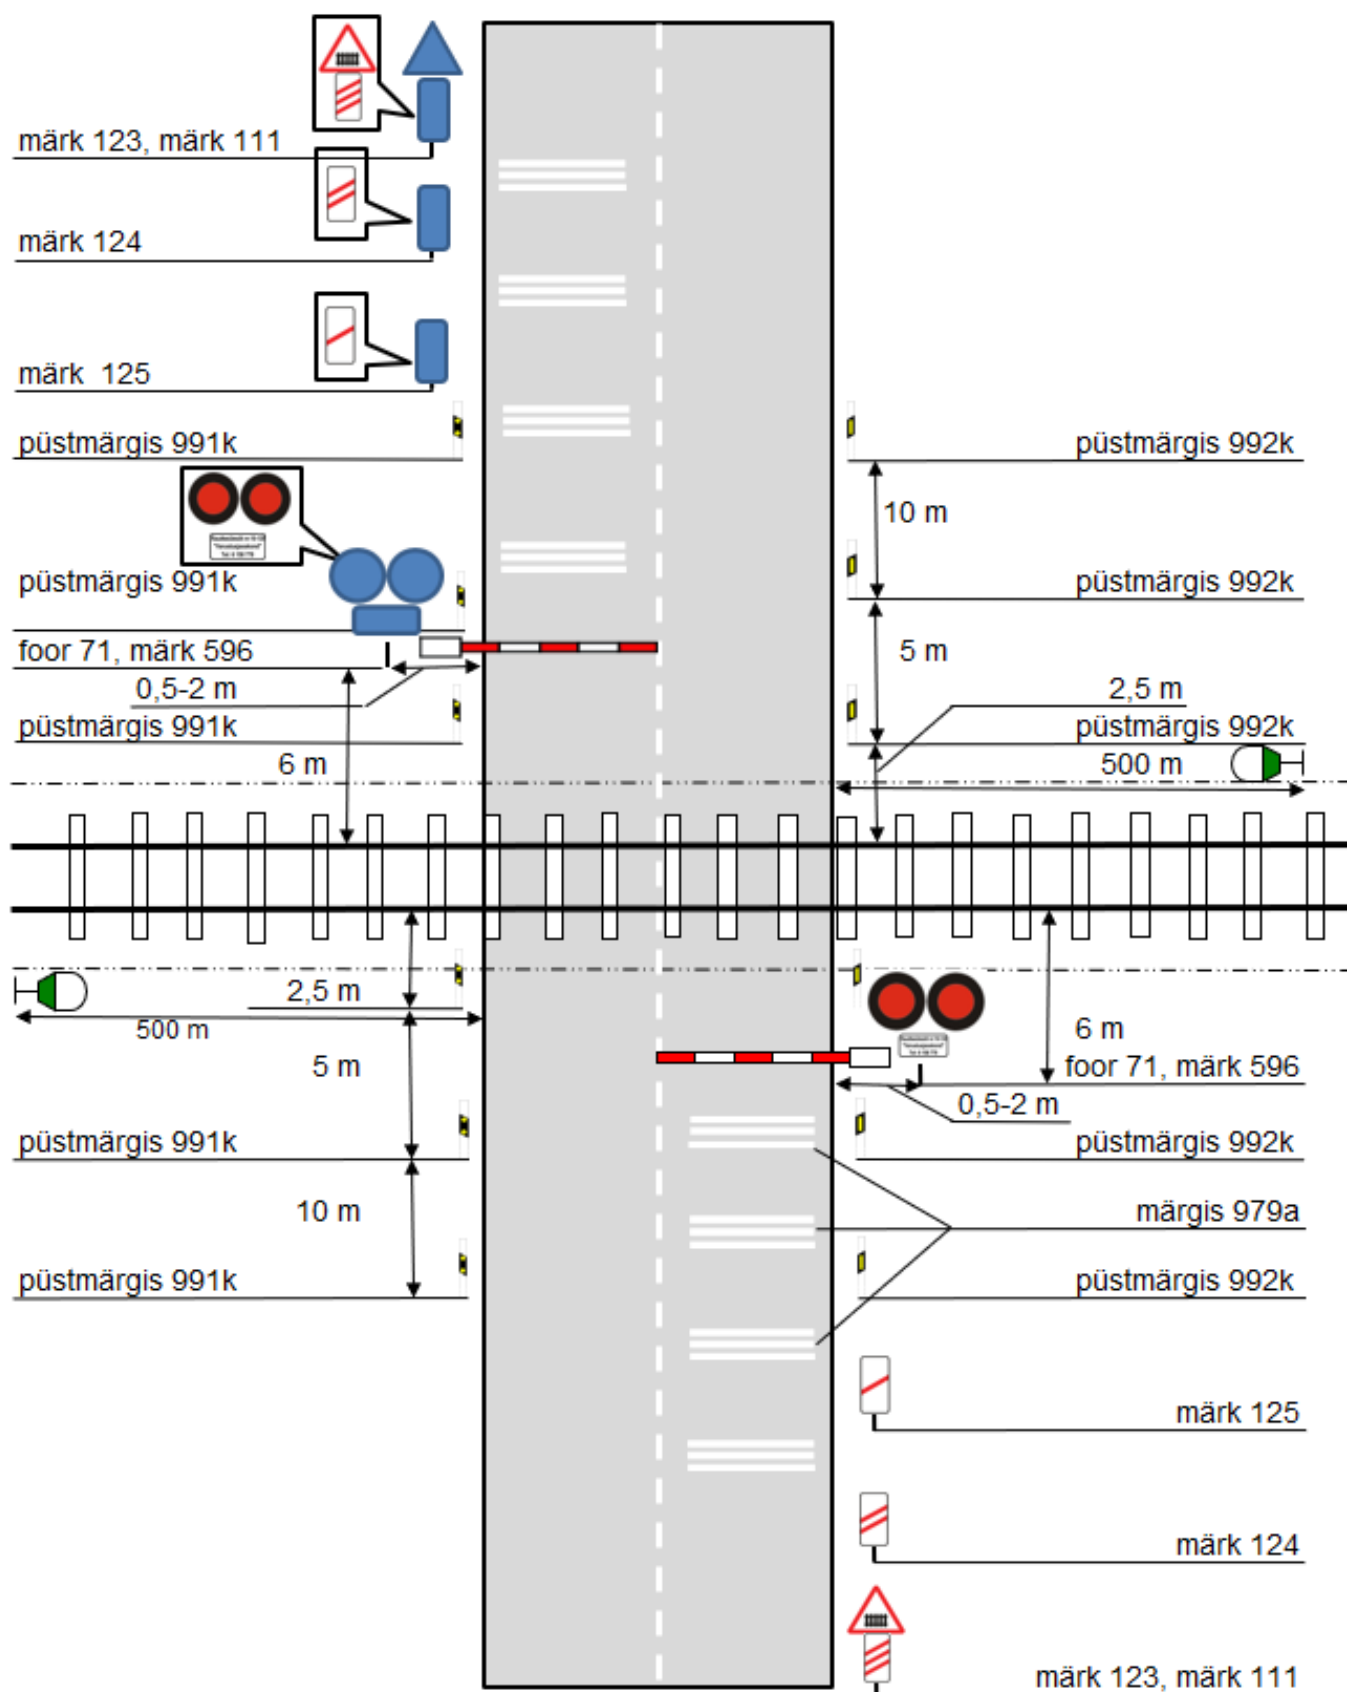 märk 123, märk 111
märk 124
märk  125
püstmärgis 991k
püstmärgis 992k
10 m
püstmärgis 991k
püstmärgis 992k
foor 71, märk 596
5 m
0,5-2 m
2,5 m
püstmärgis 991k
püstmärgis 992k
6 m
500 m
2,5 m
500 m
6 m
5 m
foor 71, märk 596
0,5-2 m
püstmärgis 991k
püstmärgis 992k
10 m
märgis 979a
püstmärgis 991k
püstmärgis 992k
märk 125
märk 124
märk 123, märk 111